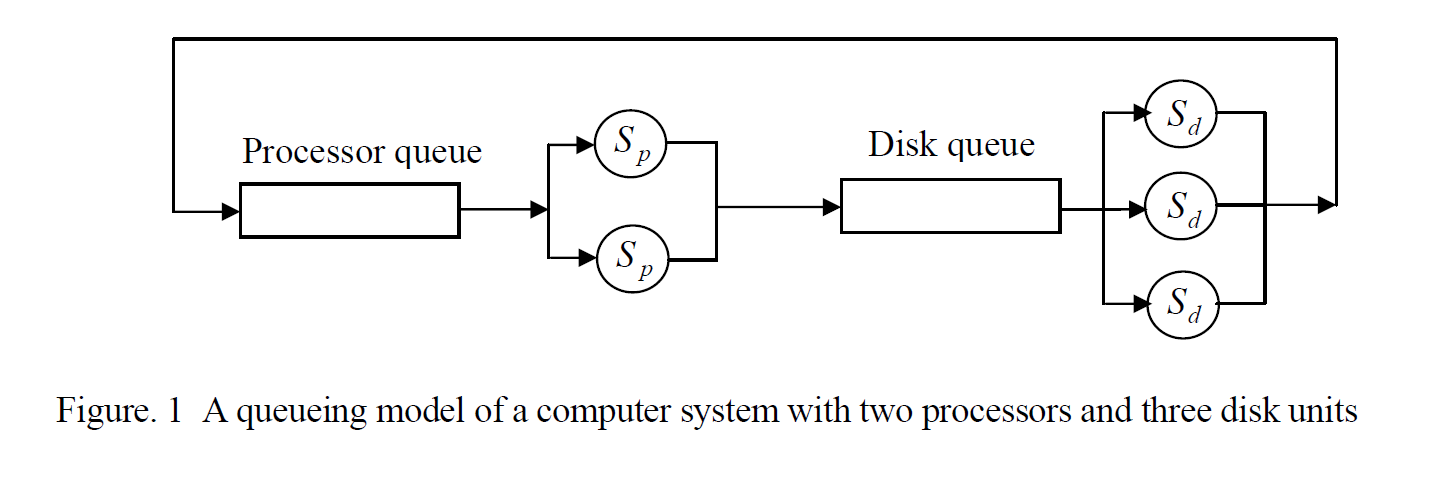 Processor queue
S_p
S_p
Disk queue
S_d
S_d
S_d
Figure. 1 A queueing model of a computer system with two processors and three disk units